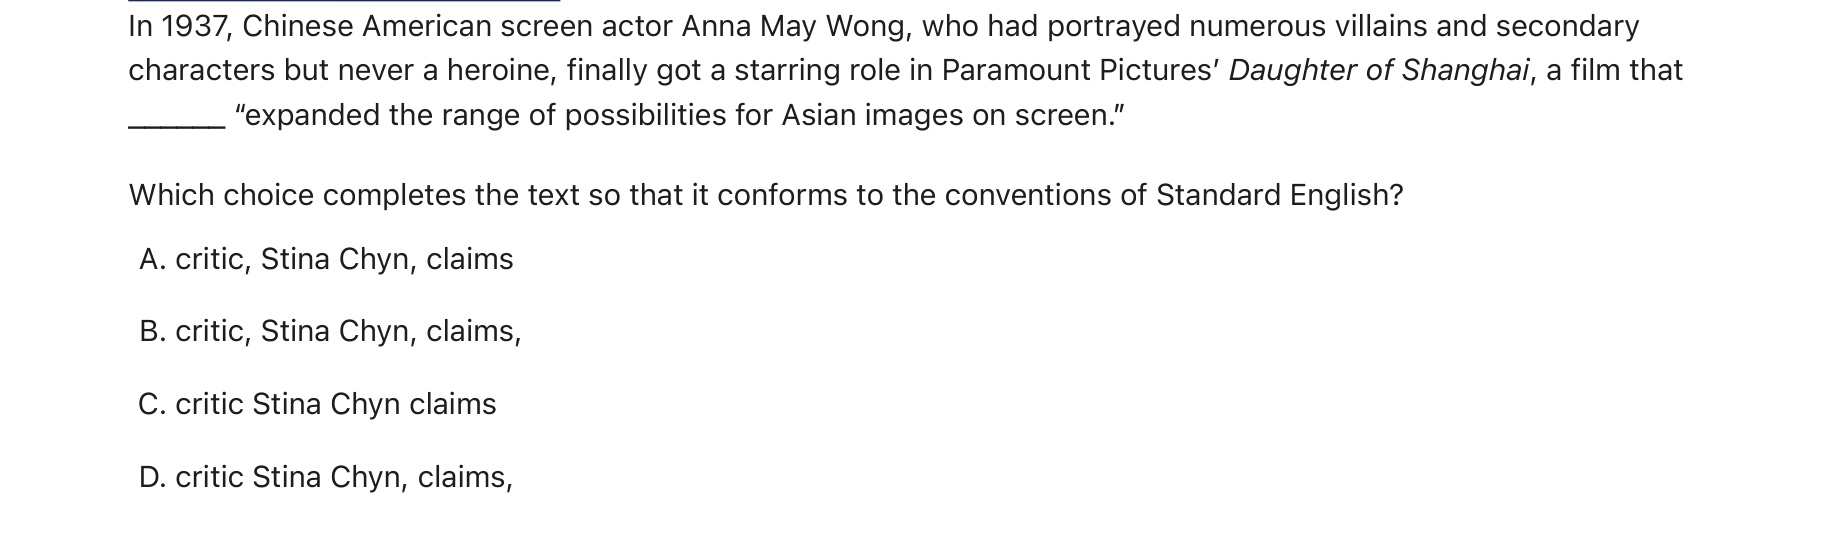 In 1937, Chinese American screen actor Anna May Wong, who had portrayed numerous villains and secondary
characters but never a heroine, finally got a starring role in Paramount Pictures’ Daughter of Shanghai, a film that
______ “expanded the range of possibilities for Asian images on screen.”
Which choice completes the text so that it conforms to the conventions of Standard English?
A. critic, Stina Chyn, claims
B. critic, Stina Chyn, claims,
C. critic Stina Chyn claims
D. critic Stina Chyn, claims,